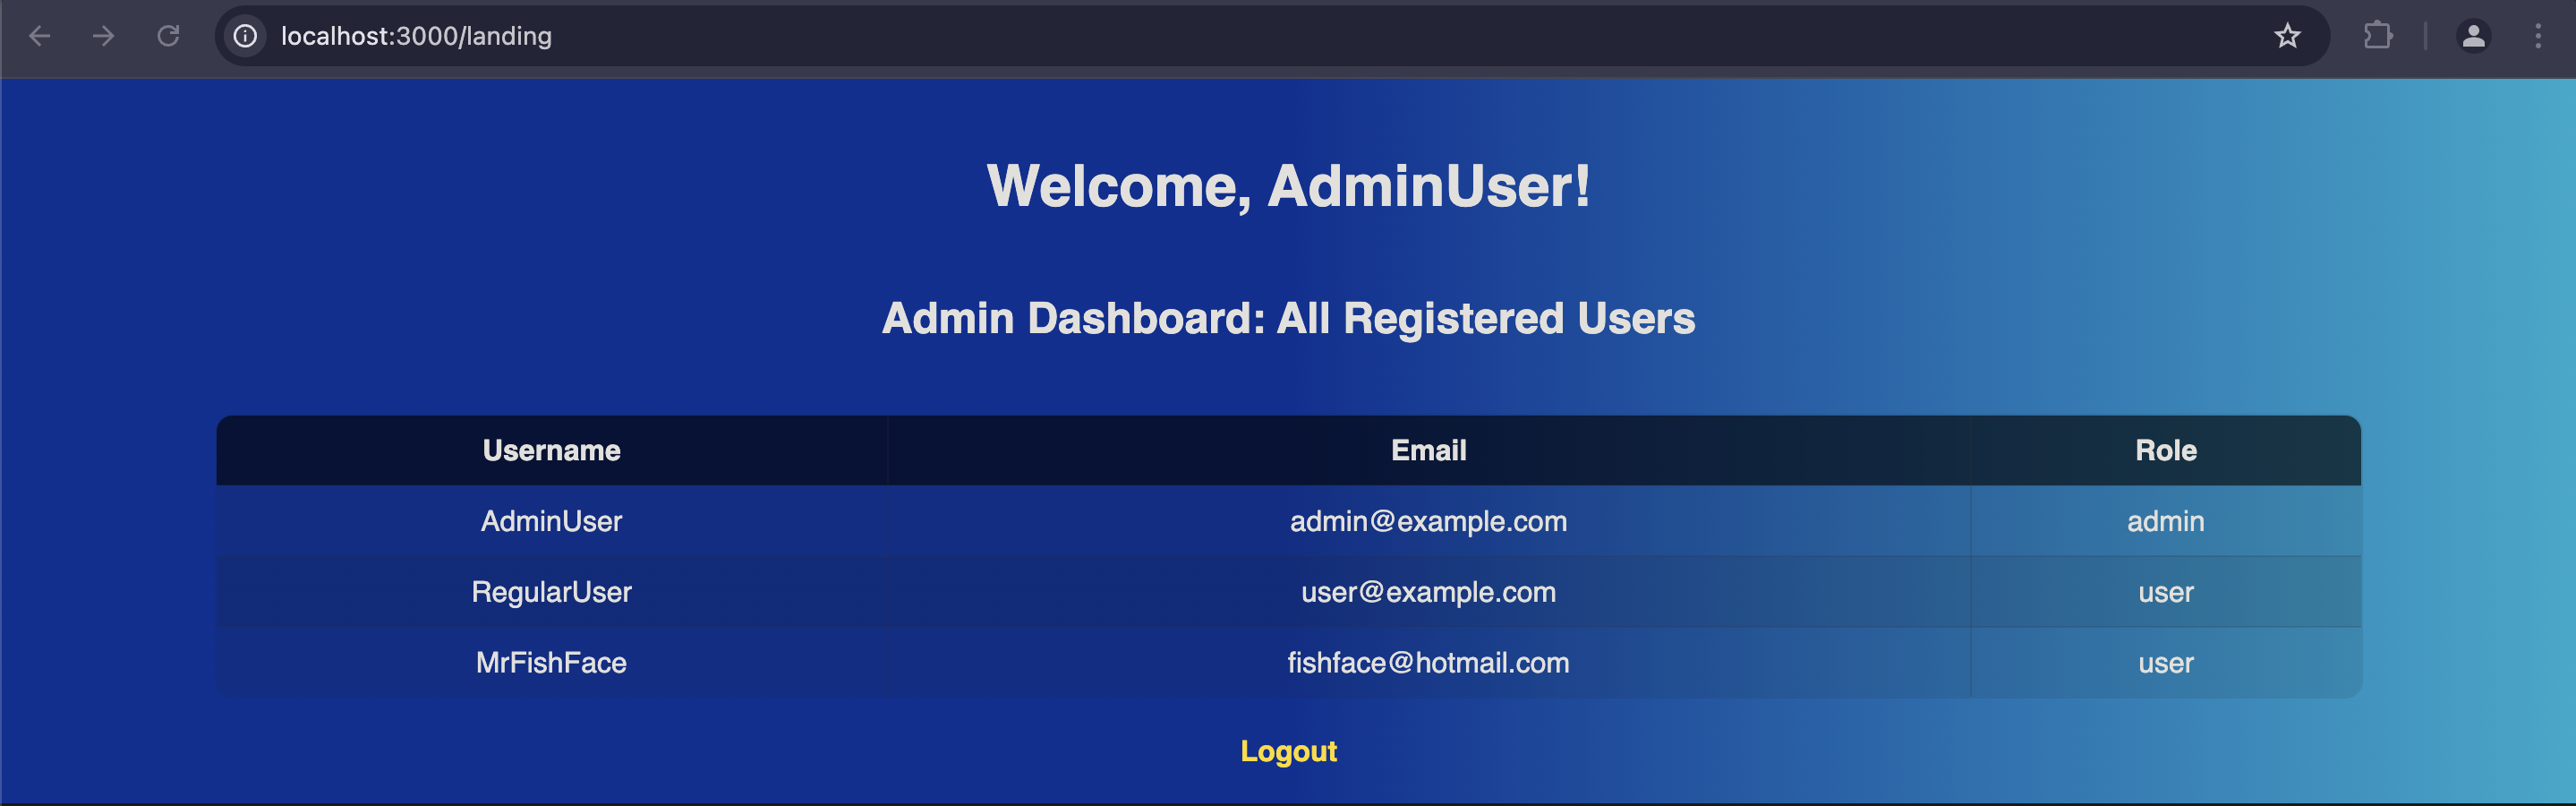 localhost:3000/landing
Welcome, AdminUser!
Admin Dashboard: All Registered Users
Username Email Role
AdminUser admin@example.com admin
RegularUser user@example.com user
MrFishFace fishface@hotmail.com user
Logout